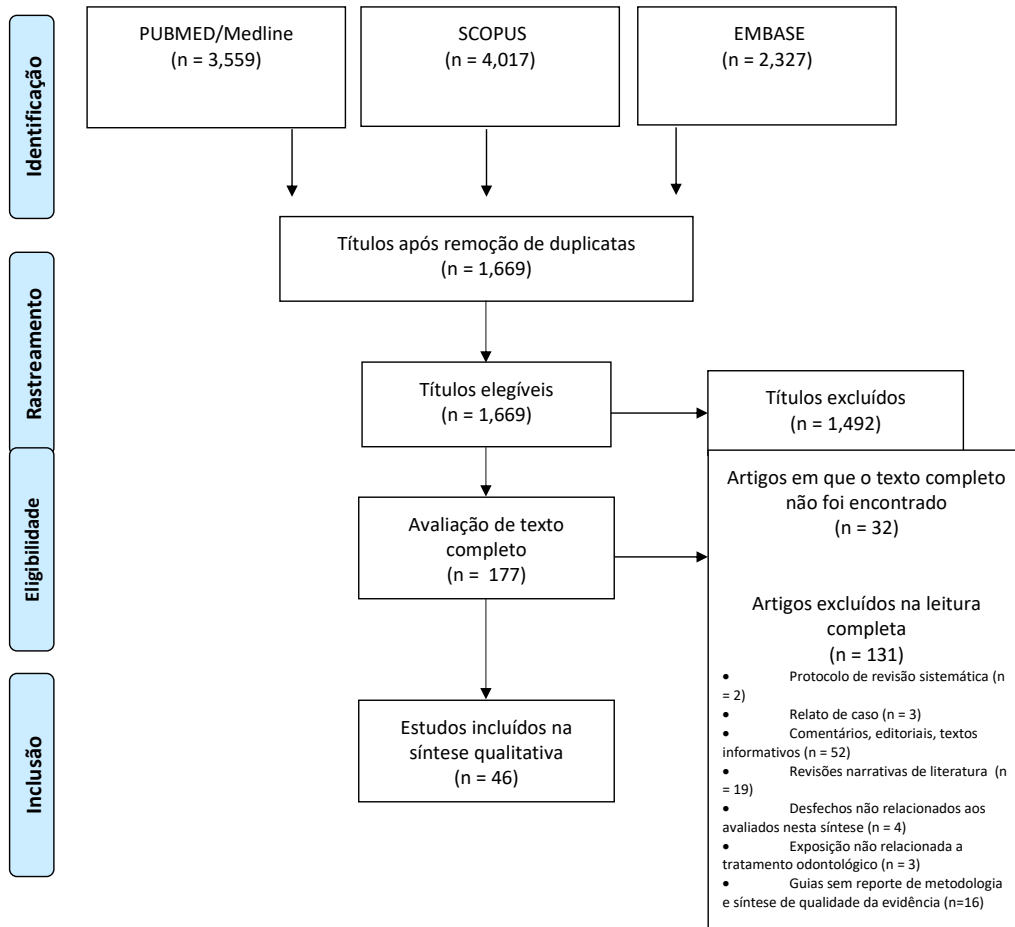 Identificação
PUBMED/Medline
(n = 3,559)
SCOPUS
(n = 4,017)
EMBASE
(n = 2,327)
Títulos após remoção de duplicatas
(n = 1,669)
Rastreamento
Títulos elegíveis
(n = 1,669)
Títulos excluídos
(n = 1,492)
Eligibilidade
Avaliação de texto
completo
(n =  177)
Artigos em que o texto completo
não foi encontrado
(n = 32)
Artigos excluídos na leitura
completa
(n = 131)
• Protocolo de revisão sistemática (n
= 2)
• Relato de caso (n = 3)
• Comentários, editoriais, textos
informativos (n = 52)
• Revisões narrativas de literatura  (n
= 19)
• Desfechos não relacionados aos
avaliados nesta síntese (n = 4)
• Exposição não relacionada a
tratamento odontológico (n = 3)
• Guias sem reporte de metodologia
e síntese de qualidade da evidência (n=16)
Inclusão
Estudos incluídos na
síntese qualitativa
(n = 46)